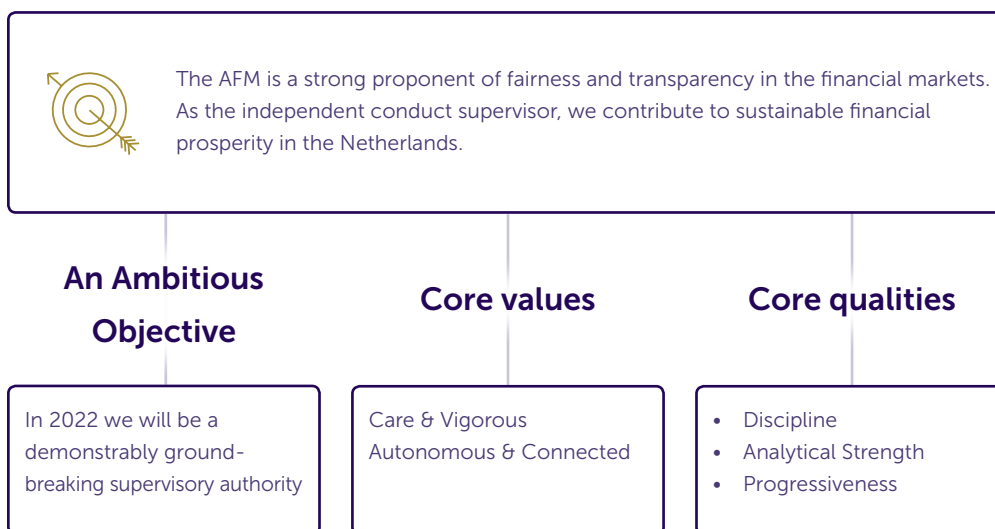 The AFM is a strong proponent of fairness and transparency in the financial markets.
As the independent conduct supervisor, we contribute to sustainable financial
prosperity in the Netherlands.
An Ambitious
Objective
In 2022 we will be a
demonstrably ground-
breaking supervisory authority
Core values
Care & Vigorous
Autonomous & Connected
Core qualities
• Discipline
• Analytical Strength
• Progressiveness